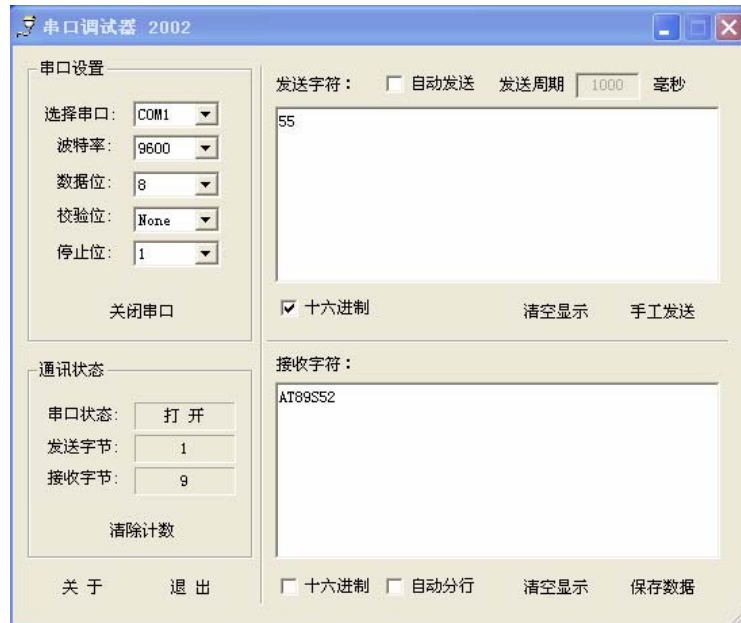 串口调试器 2002
串口设置
选择串口: COM1
波特率: 9600
数据位: 8
校验位: None
停止位: 1
关闭串口
通讯状态
串口状态: 打 开
发送字节: 1
接收字节: 9
清除计数
关 于 退 出
发送字符: 自动发送 发送周期 1000 毫秒
55
十六进制 清空显示 手工发送
接收字符:
AT89S52
十六进制 自动分行 清空显示 保存数据